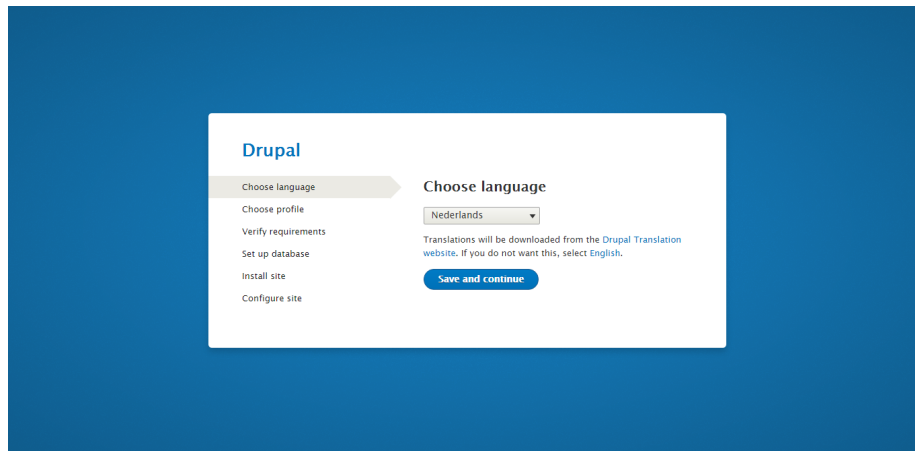 Drupal
Choose language
Choose profile
Verify requirements
Set up database
Install site
Configure site
Choose language
Nederlands
Translations will be downloaded from the Drupal Translation
website. If you do not want this, select English.
Save and continue